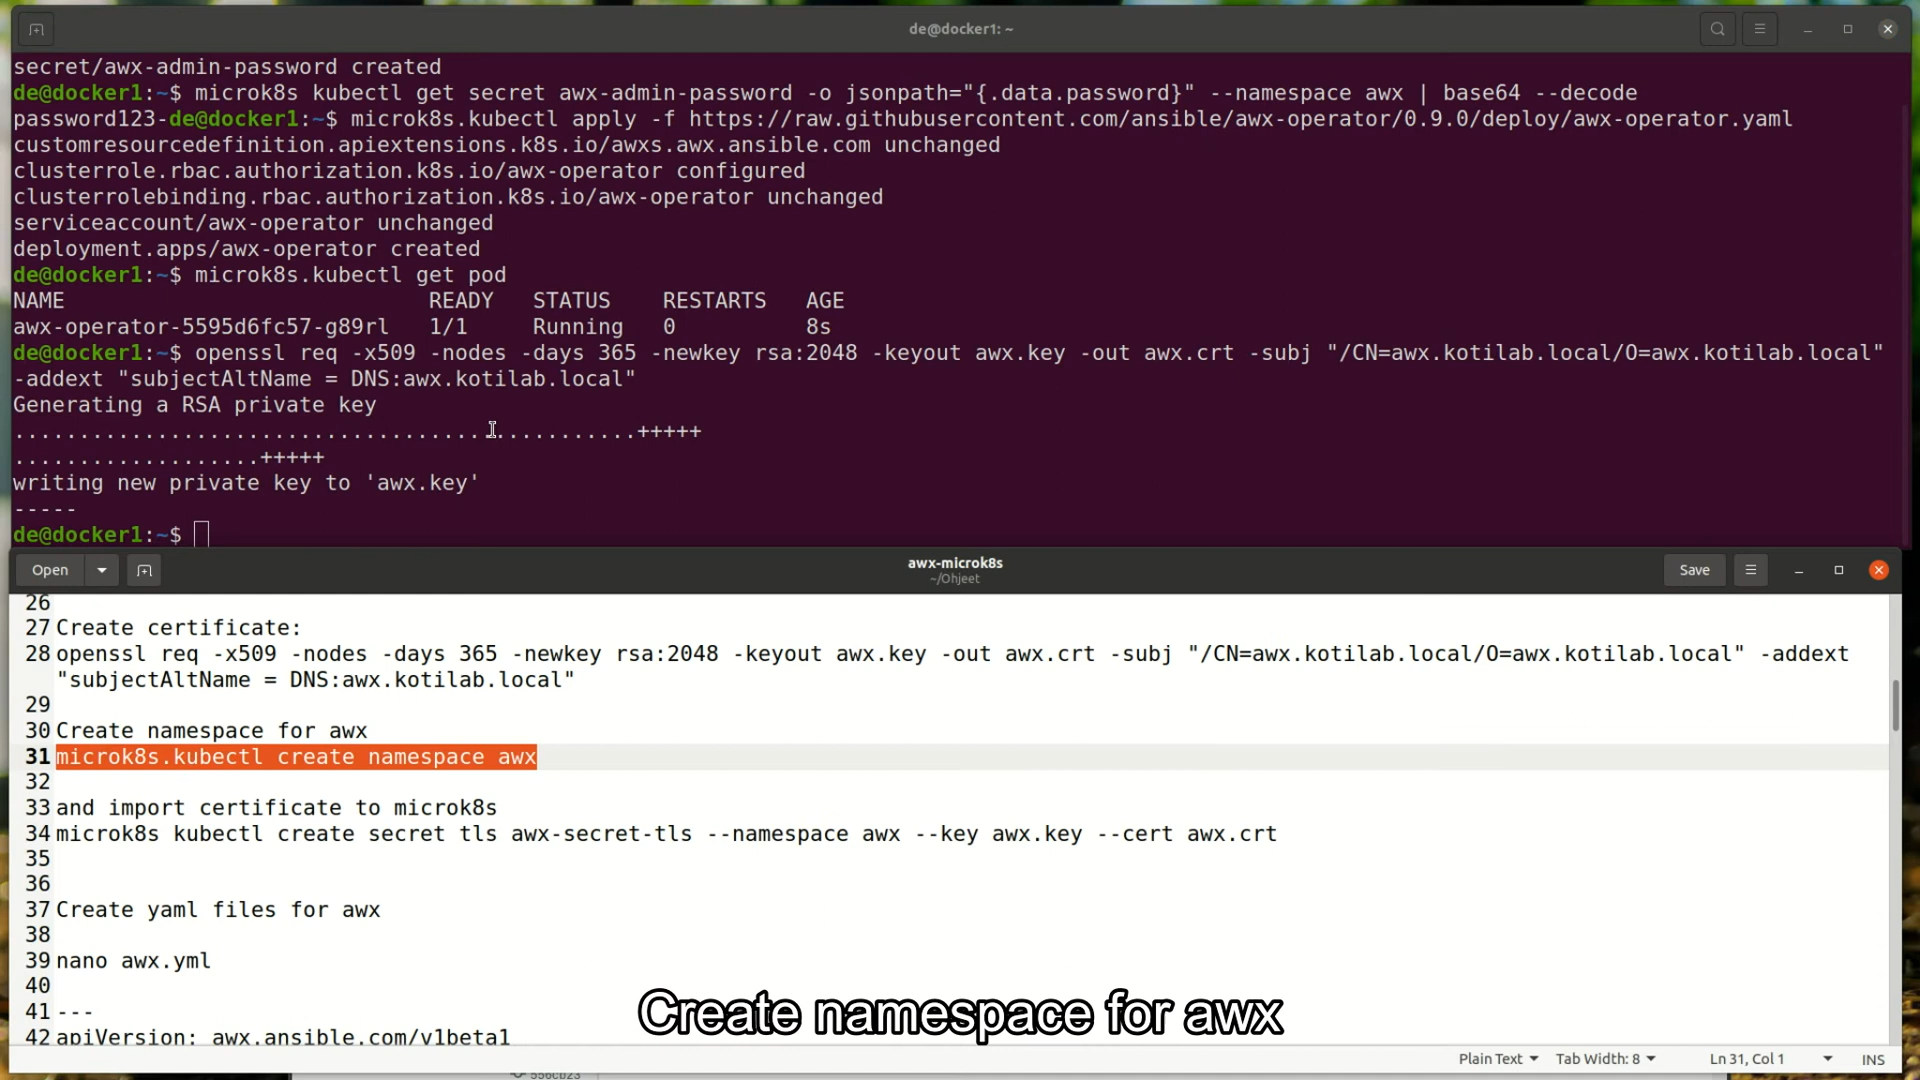 de@docker1: ~
secret/awx-admin-password created
de@docker1:~$ microk8s kubectl get secret awx-admin-password -o jsonpath="{.data.password}" --namespace awx | base64 --decode
password123-de@docker1:~$ microk8s.kubectl apply -f https://raw.githubusercontent.com/ansible/awx-operator/0.9.0/deploy/awx-operator.yaml
customresourcedefinition.apiextensions.k8s.io/awxs.awx.ansible.com unchanged
clusterrole.rbac.authorization.k8s.io/awx-operator configured
clusterrolebinding.rbac.authorization.k8s.io/awx-operator unchanged
serviceaccount/awx-operator unchanged
deployment.apps/awx-operator created
de@docker1:~$ microk8s.kubectl get pod
NAME READY STATUS RESTARTS AGE
awx-operator-5595d6fc57-g89rl 1/1 Running 0 8s
de@docker1:~$ openssl req -x509 -nodes -days 365 -newkey rsa:2048 -keyout awx.key -out awx.crt -subj "/CN=awx.kotilab.local/O=awx.kotilab.local"
-addext "subjectAltName = DNS:awx.kotilab.local"
Generating a RSA private key
................................................+++++
...................+++++
writing new private key to 'awx.key'
-----
de@docker1:~$
Open
awx-microk8s
~/Ohjeet
Save
26
27 Create certificate:
28 openssl req -x509 -nodes -days 365 -newkey rsa:2048 -keyout awx.key -out awx.crt -subj "/CN=awx.kotilab.local/O=awx.kotilab.local" -addext
"subjectAltName = DNS:awx.kotilab.local"
29
30 Create namespace for awx
31 microk8s.kubectl create namespace awx
32
33 and import certificate to microk8s
34 microk8s kubectl create secret tls awx-secret-tls --namespace awx --key awx.key --cert awx.crt
35
36
37 Create yaml files for awx
38
39 nano awx.yml
40
41 ---
42 apiVersion: awx.ansible.com/v1beta1
Create namespace for awx
Plain Text Tab Width: 8 Ln 31, Col 1 INS